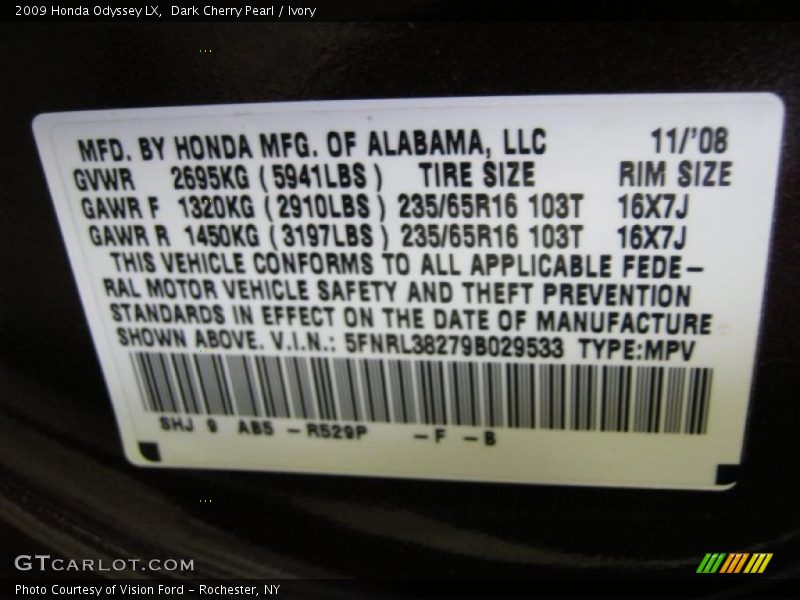 2009 Honda Odyssey LX,  Dark Cherry Pearl / Ivory
MFD. BY HONDA MFG. OF ALABAMA, LLC 11/'08
GVWR 2695KG (5941LBS) TIRE SIZE RIM SIZE
GAWR F 1320KG (2910LBS) 235/65R16 103T 16X7J
GAWR R 1450KG (3197LBS) 235/65R16 103T 16X7J
THIS VEHICLE CONFORMS TO ALL APPLICABLE FEDE-
RAL MOTOR VEHICLE SAFETY AND THEFT PREVENTION
STANDARDS IN EFFECT ON THE DATE OF MANUFACTURE
SHOWN ABOVE. V.I.N.: 5FNRL38279B029533 TYPE:MPV
SHJ 9 AB5 -R529P -F -B
GTCARLOT.COM
Photo Courtesy of Vision Ford - Rochester, NY